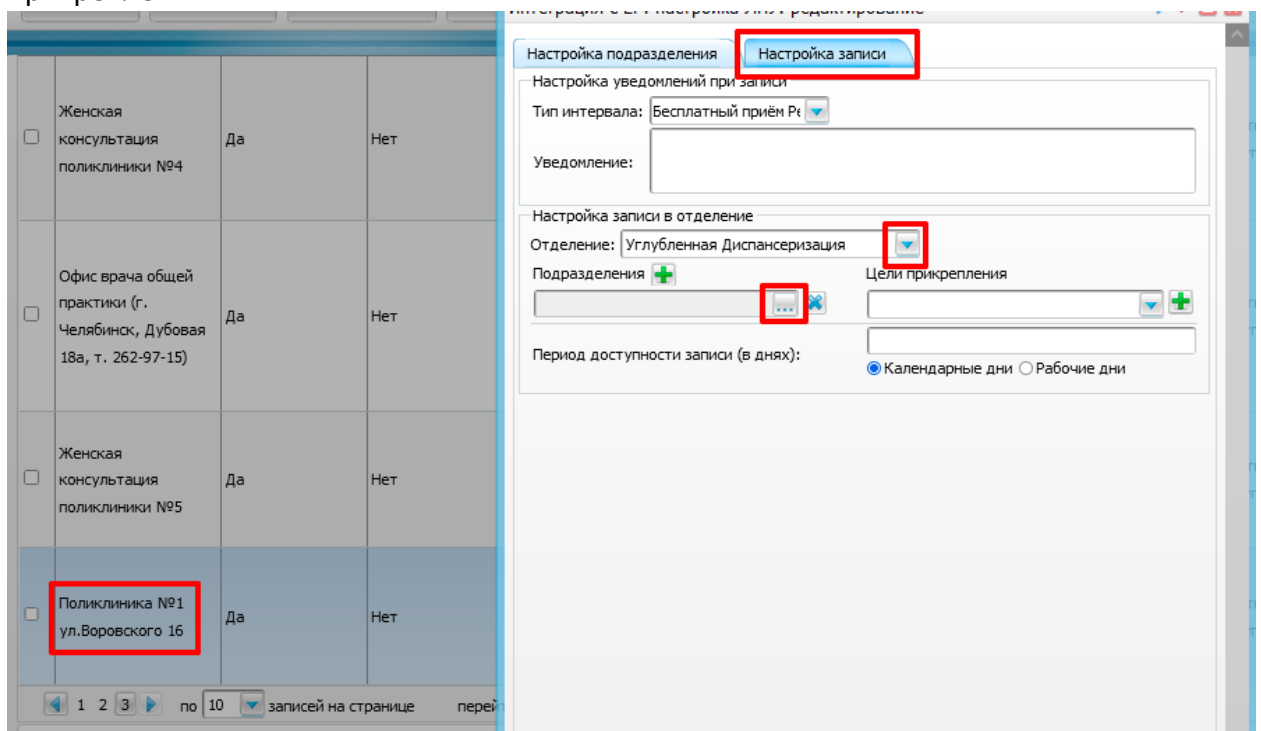 Настройка подразделения
Настройка записи
Настройка уведомлений при записи
Тип интервала: Бесплатный приём
Уведомление:
Настройка записи в отделение
Отделение: Углубленная Диспансеризация
Подразделения
Цели прикрепления
...
Период доступности записи (в днях):
Календарные дни Рабочие дни
Женская
консультация
поликлиники №4
Да
Нет
Офис врача общей
практики (г.
Челябинск, Дубовая
18а, т. 262-97-15)
Да
Нет
Женская
консультация
поликлиники №5
Да
Нет
Поликлиника №1
ул.Воровского 16
Да
Нет
1 2 3 по 10 записей на странице